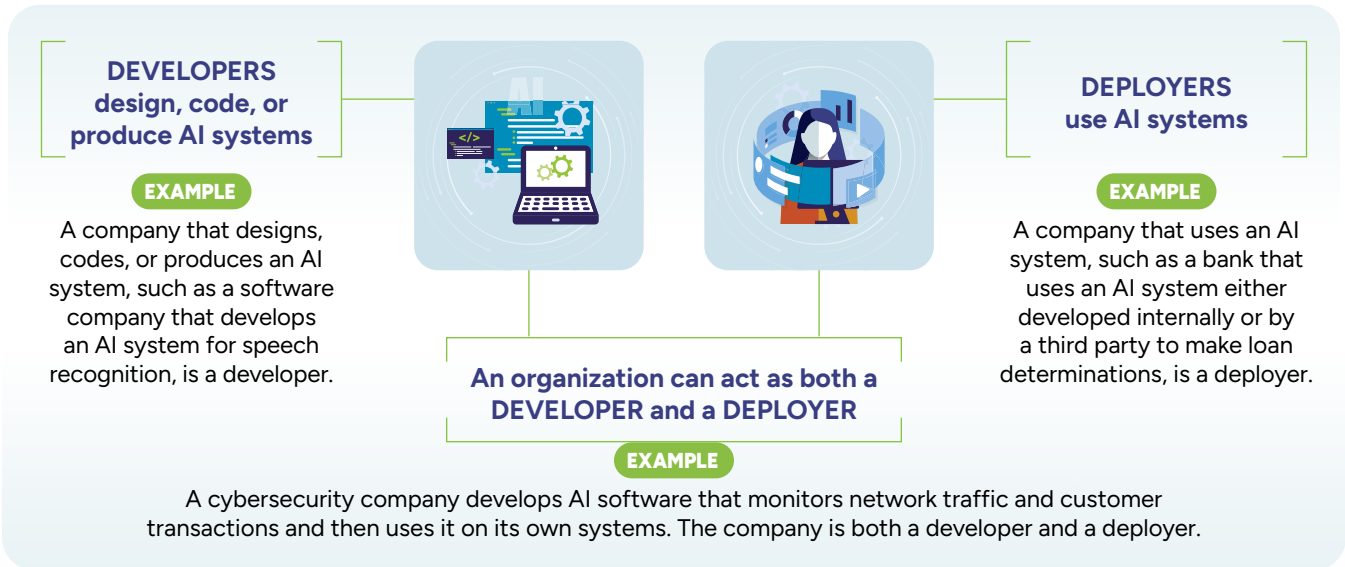 DEVELOPERS
design, code, or
produce AI systems
EXAMPLE
A company that designs,
codes, or produces an AI
system, such as a software
company that develops
an AI system for speech
recognition, is a developer.
AI
</>
DEPLOYERS
use AI systems
EXAMPLE
A company that uses an AI
system, such as a bank that
uses an AI system either
developed internally or by
a third party to make loan
determinations, is a deployer.
An organization can act as both a
DEVELOPER and a DEPLOYER
EXAMPLE
A cybersecurity company develops AI software that monitors network traffic and customer
transactions and then uses it on its own systems. The company is both a developer and a deployer.